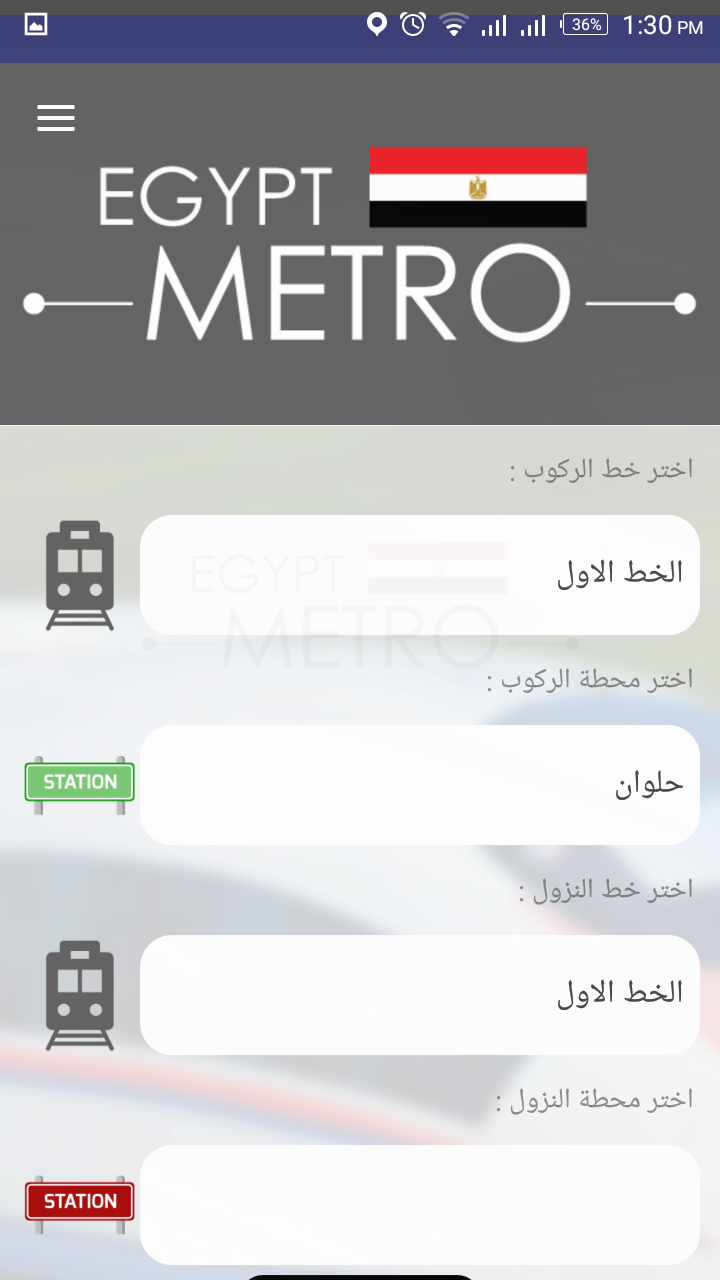 36% 1:30 PM
EGYPT
METRO
اختر خط الركوب :
الخط الاول
EGYPT
METRO
اختر محطة الركوب :
STATION
حلوان
اختر خط النزول :
الخط الاول
اختر محطة النزول :
STATION